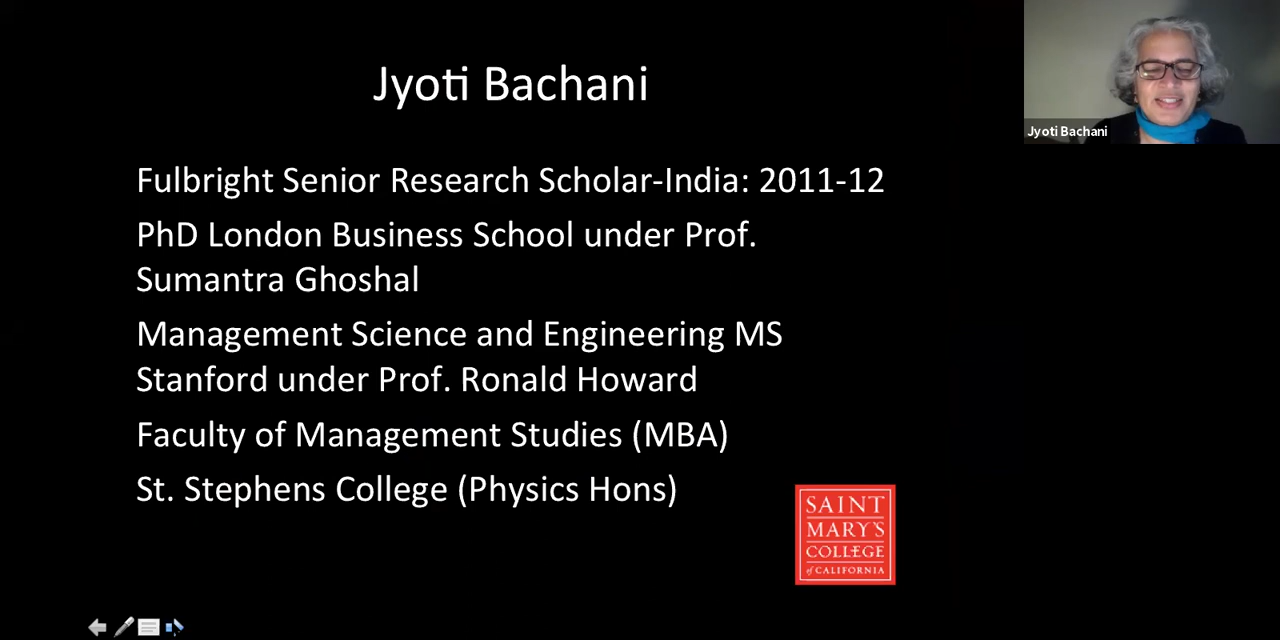 Jyoti Bachani
Jyoti Bachani
Fulbright Senior Research Scholar-India: 2011-12
PhD London Business School under Prof.
Sumantra Ghoshal
Management Science and Engineering MS
Stanford under Prof. Ronald Howard
Faculty of Management Studies (MBA)
St. Stephens College (Physics Hons)
SAINT
MARY'S
COLLEGE
of CALIFORNIA